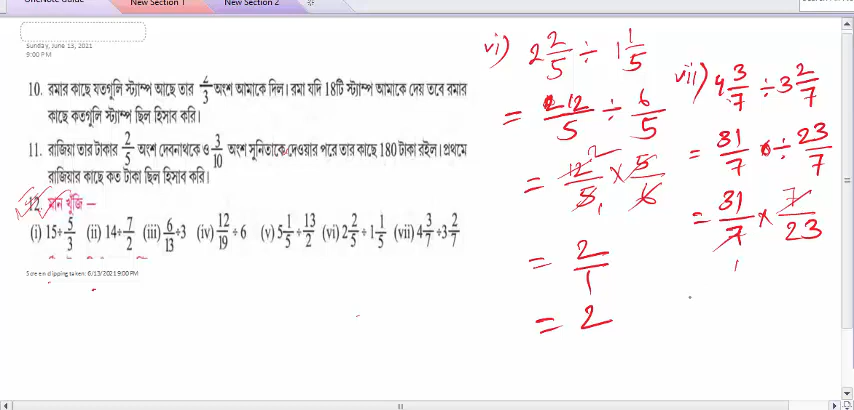 OneNote Only
New Section 1
New Section 2
Sunday, June 13, 2021
9:00 PM
10. রমার কাছে যতগুলি স্ট্যাম্প আছে তার 2/3 অংশ আমাকে দিল। রমা যদি 18টি স্ট্যাম্প আমাকে দেয় তবে রমার
কাছে কতগুলি স্ট্যাম্প ছিল হিসাব করি।
11. রাজিয়া তার টাকার 2/5 অংশ দেবনাথকে ও 3/10 অংশ সুনিতাকে দেওয়ার পরে তার কাছে 180 টাকা রইল। প্রথমে
রাজিয়ার কাছে কত টাকা ছিল হিসাব করি।
12. মান খুঁজি –
(i) 15÷5/3 (ii) 14÷7/2 (iii) 6/13÷3 (iv) 12/19÷6 (v) 5 1/5÷13/2 (vi) 2 2/5÷1 1/5 (vii) 4 3/7÷3 2/7
Screen clipping taken: 6/13/2021 9:00 PM
vi) 2 2/5 ÷ 1 1/5
= 12/5 ÷ 6/5
= 12/5 × 5/6
= 2/1
= 2
vii) 4 3/7 ÷ 3 2/7
= 31/7 ÷ 23/7
= 31/7 × 7/23